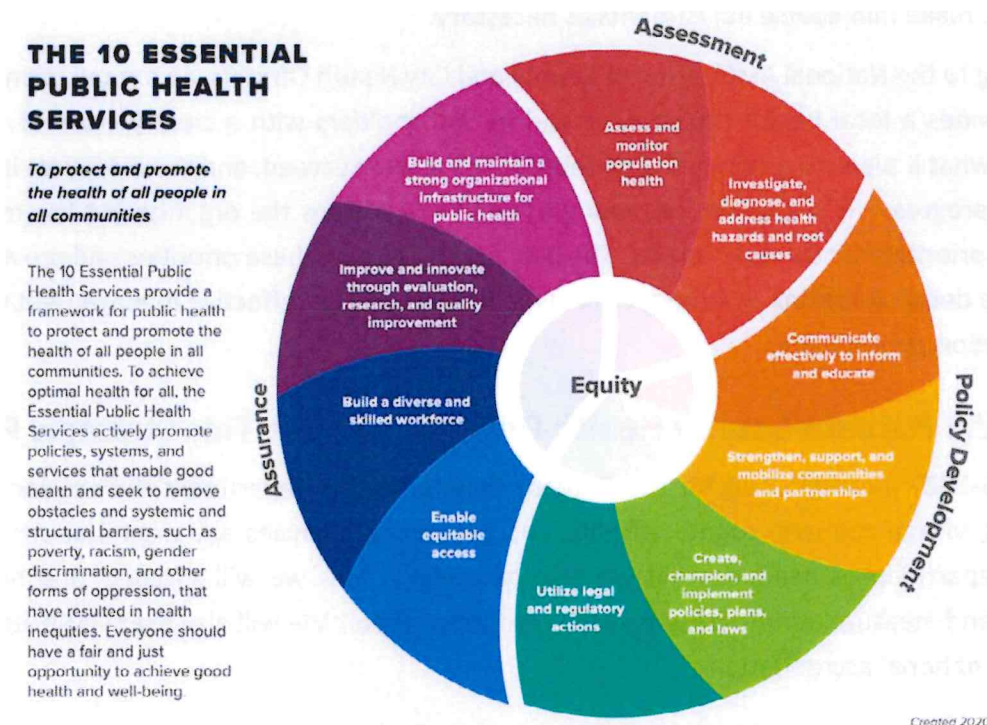 THE 10 ESSENTIAL
PUBLIC HEALTH
SERVICES
To protect and promote
the health of all people in
all communities
The 10 Essential Public
Health Services provide a
framework for public health
to protect and promote the
health of all people in all
communities. To achieve
optimal health for all, the
Essential Public Health
Services actively promote
policies, systems, and
services that enable good
health and seek to remove
obstacles and systemic and
structural barriers, such as
poverty, racism, gender
discrimination, and other
forms of oppression, that
have resulted in health
inequities. Everyone should
have a fair and just
opportunity to achieve good
health and well-being.
Assessment
Assess and
monitor
population
health
Investigate,
diagnose, and
address health
hazards and root
causes
Policy Development
Communicate
effectively to inform
and educate
Strengthen, support, and
mobilize communities
and partnerships
Create,
champion, and
implement
policies, plans,
and laws
Utilize legal
and regulatory
actions
Assurance
Enable
equitable
access
Build a diverse and
skilled workforce
Improve and innovate
through evaluation,
research, and quality
improvement
Build and maintain a
strong organizational
infrastructure for
public health
Equity
Created 2020